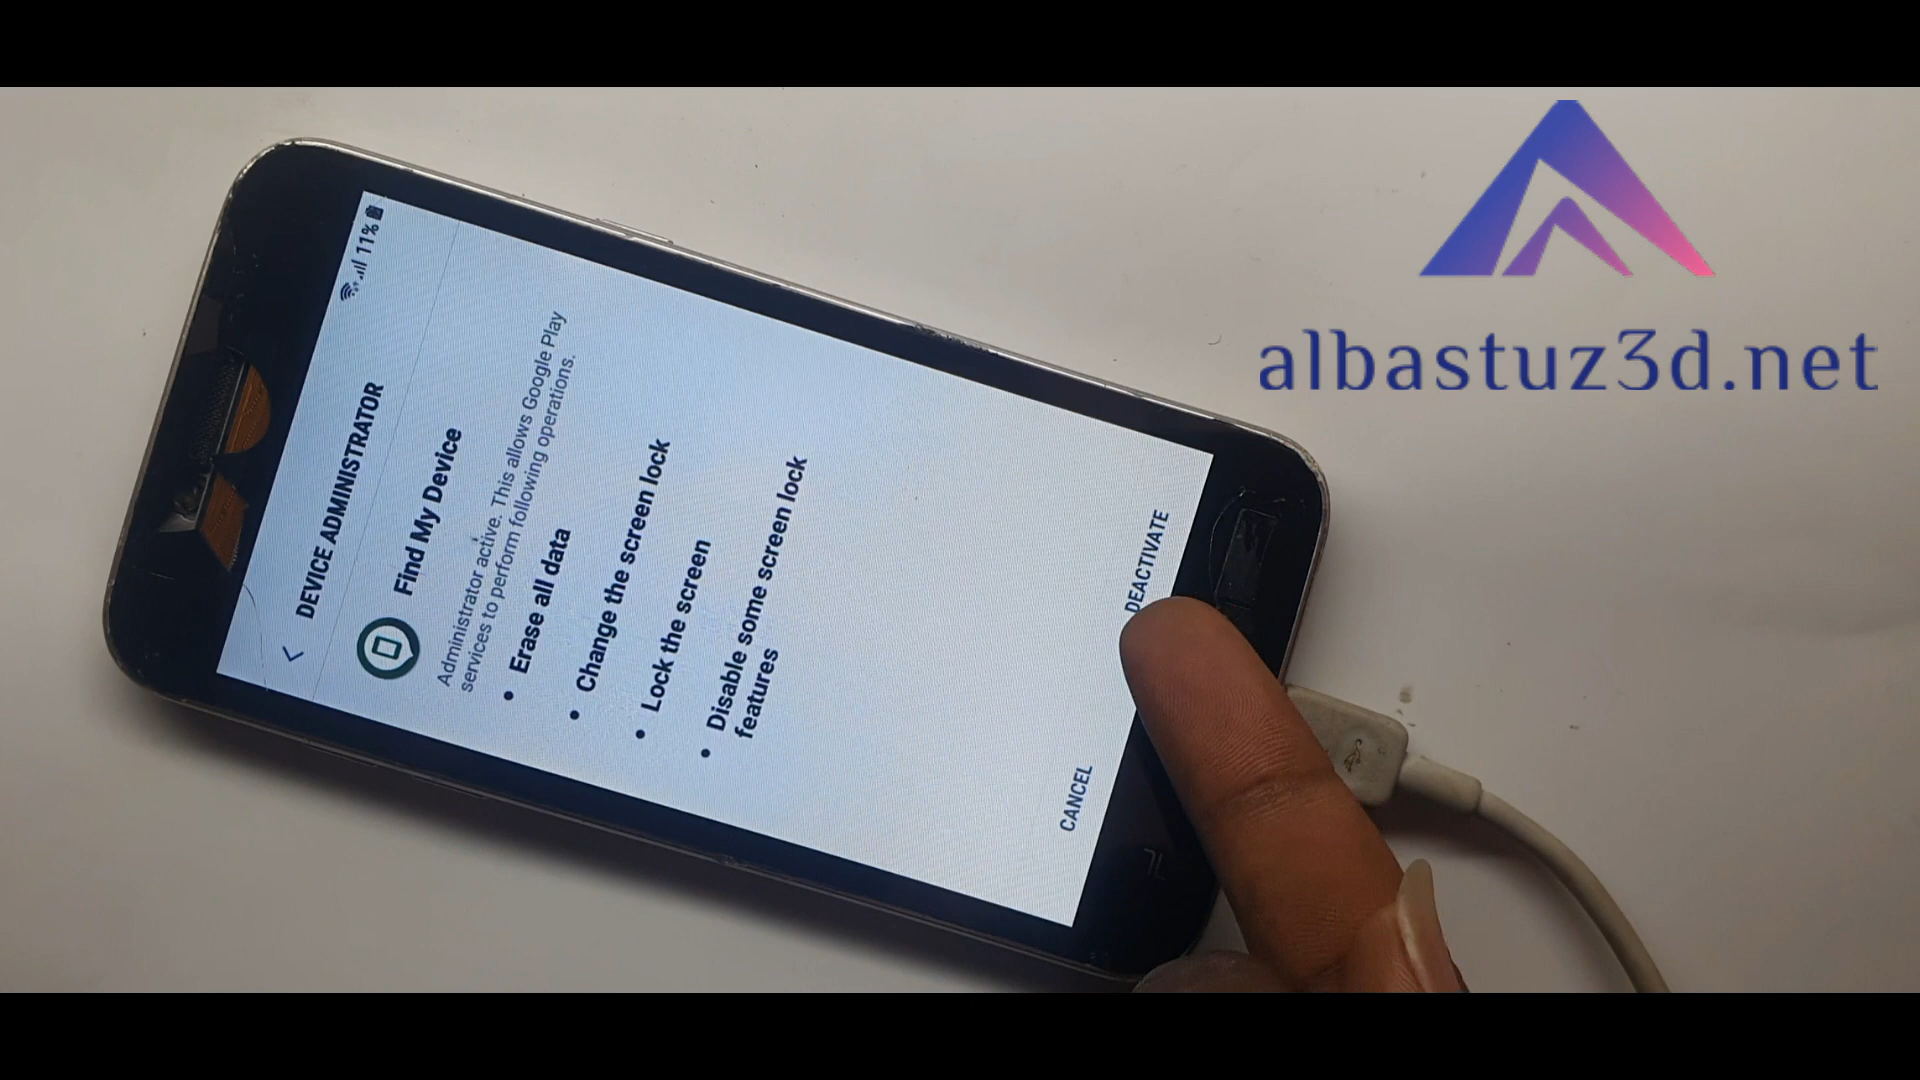 11%
DEVICE ADMINISTRATOR
Find My Device
Administrator active. This allows Google Play
services to perform following operations.
• Erase all data
• Change the screen lock
• Lock the screen
• Disable some screen lock
features
CANCEL DEACTIVATE
albastuz3d.net